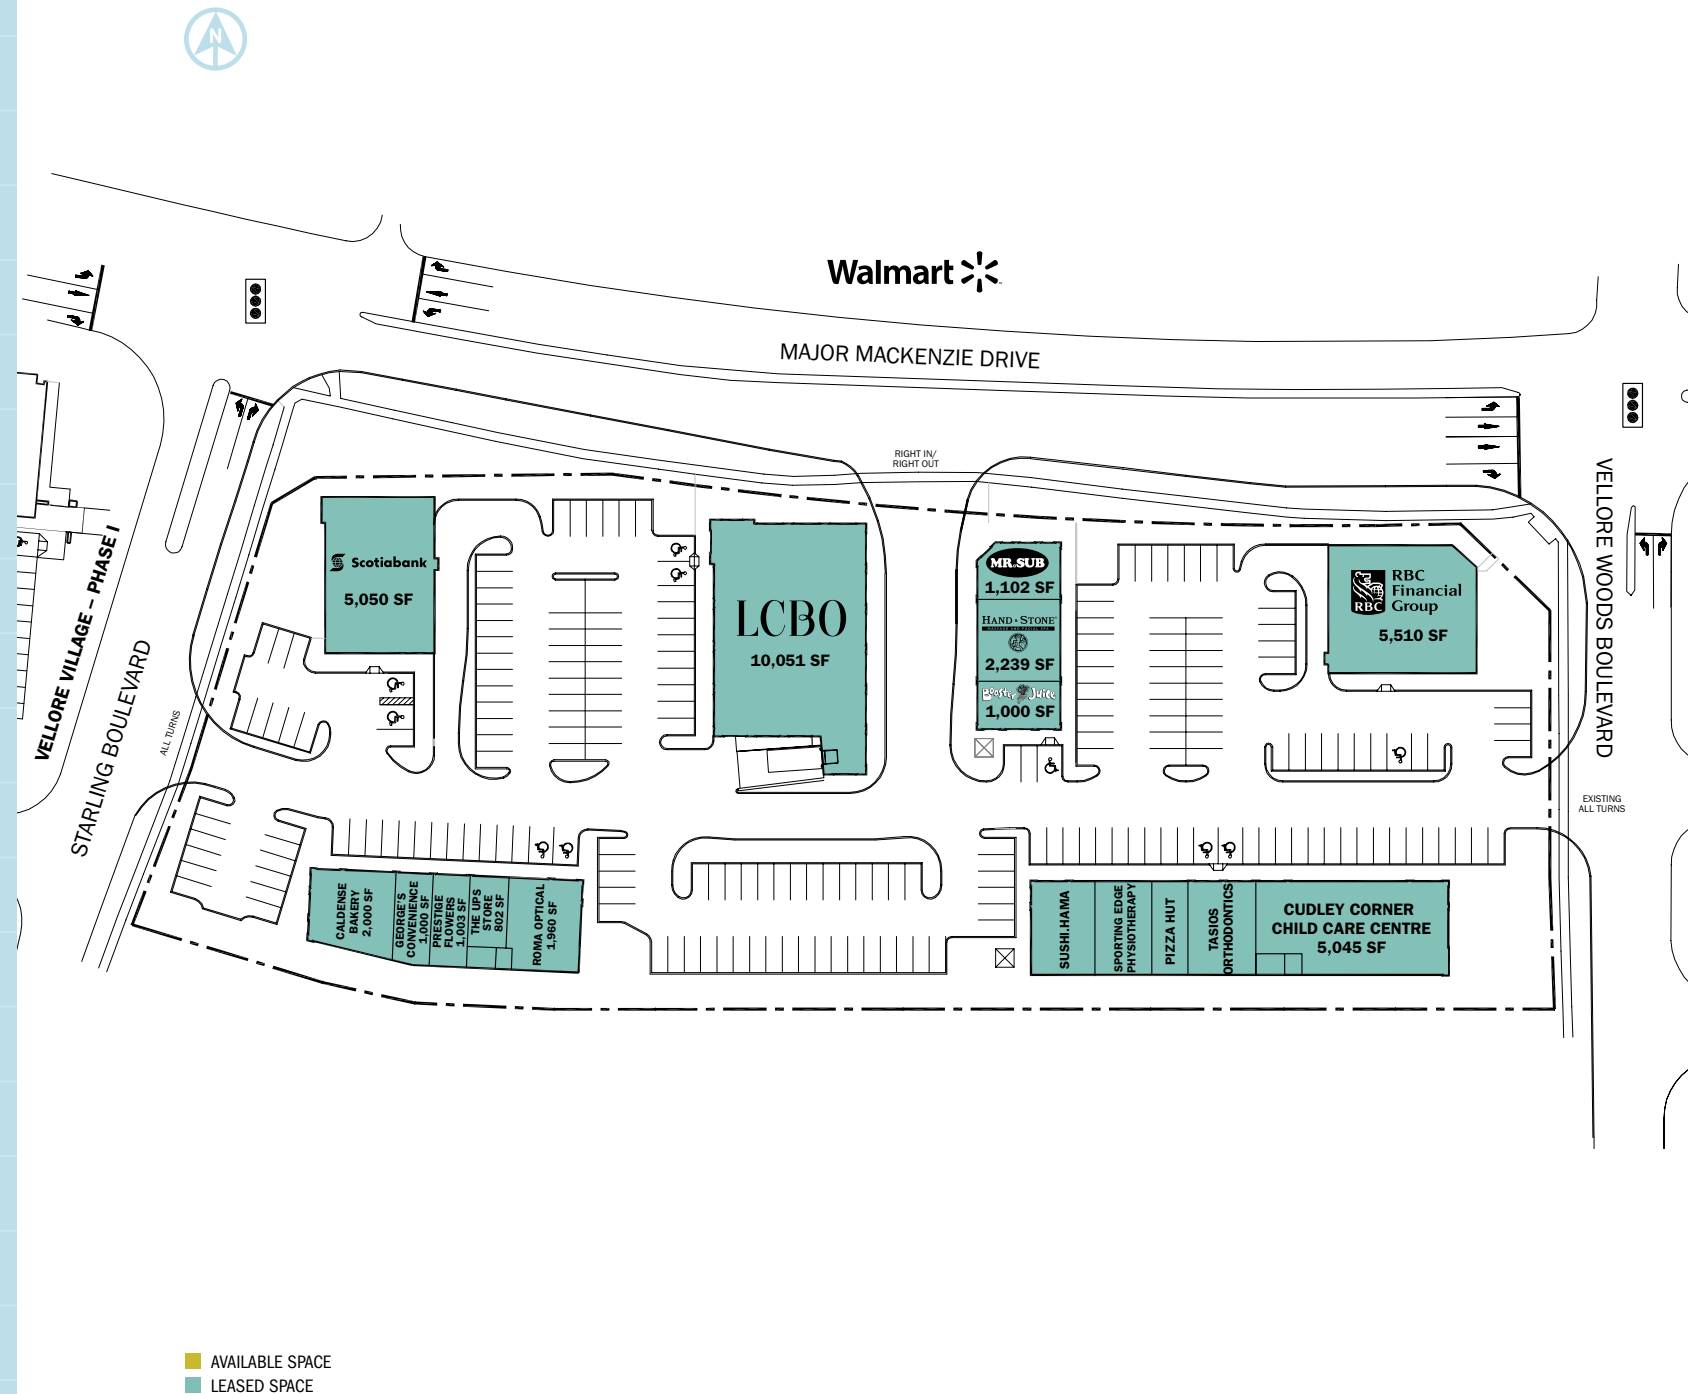 N
Walmart
MAJOR MACKENZIE DRIVE
RIGHT IN/
RIGHT OUT
VELLORE VILLAGE – PHASE I
STARLING BOULEVARD
ALL TURNS
VELLORE WOODS BOULEVARD
EXISTING
ALL TURNS
Scotiabank
5,050 SF
LCBO
10,051 SF
MR.SUB
1,102 SF
HAND & STONE
MASSAGE AND FACIAL SPA
2,239 SF
Booster Juice
1,000 SF
RBC
RBC
Financial
Group
5,510 SF
CALDENSE
BAKERY
2,000 SF
GEORGE'S
CONVENIENCE
1,000 SF
PRESTIGE
FLOWERS
1,003 SF
THE UPS
STORE
802 SF
ROMA OPTICAL
1,960 SF
SUSHI.HAMA
SPORTING EDGE
PHYSIOTHERAPY
PIZZA HUT
TASIOS
ORTHODONTICS
CUDLEY CORNER
CHILD CARE CENTRE
5,045 SF
AVAILABLE SPACE
LEASED SPACE